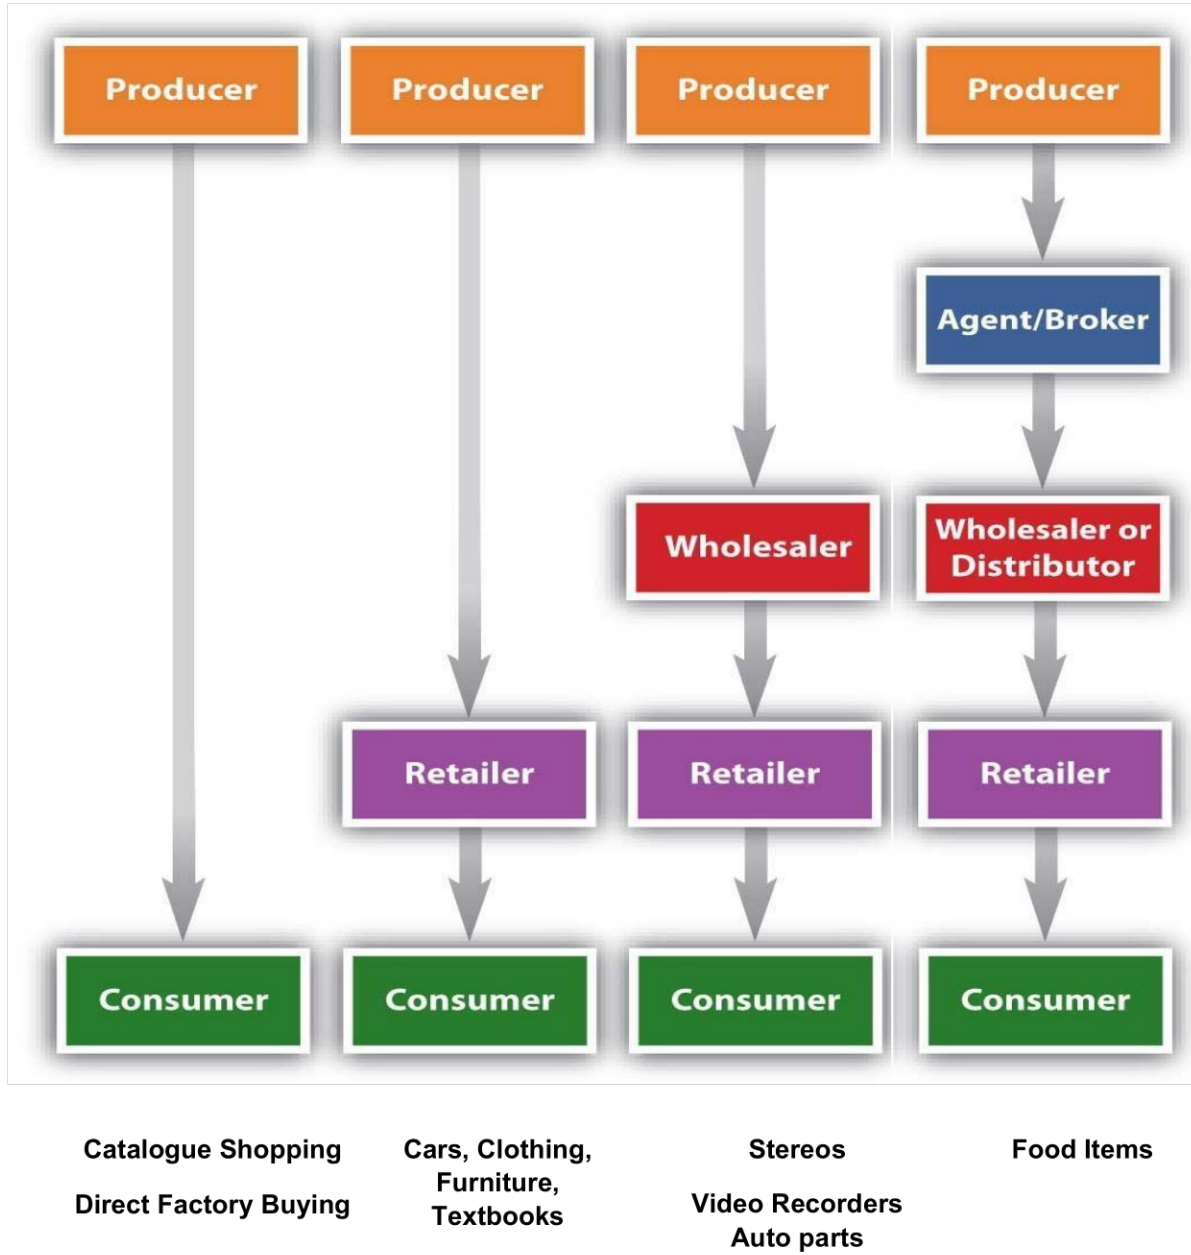 Producer
Producer
Producer
Producer
Agent/Broker
Wholesaler
Wholesaler or
Distributor
Retailer
Retailer
Retailer
Consumer
Consumer
Consumer
Consumer
Catalogue Shopping
Direct Factory Buying
Cars, Clothing,
Furniture,
Textbooks
Stereos
Video Recorders
Auto parts
Food Items